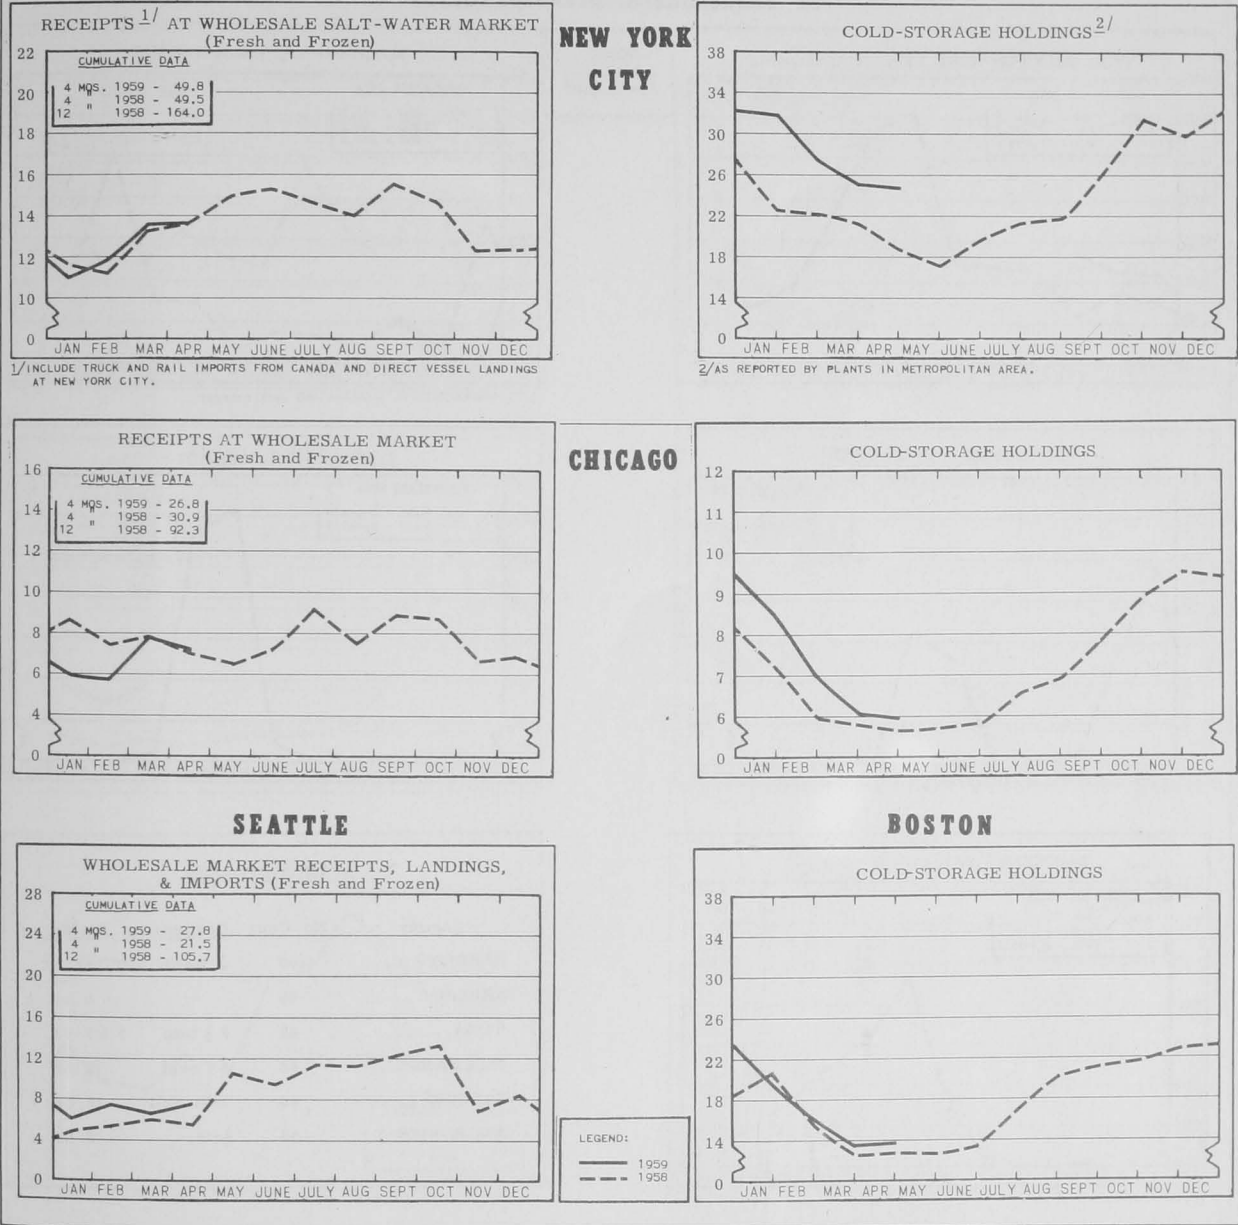 RECEIPTS 1/ AT WHOLESALE SALT-WATER MARKET
(Fresh and Frozen)
22
20
18
16
14
12
10
0
CUMULATIVE DATA
4 MOS. 1959 - 49.8
4 " 1958 - 49.5
12 " 1958 - 164.0
JAN FEB MAR APR MAY JUNE JULY AUG SEPT OCT NOV DEC
1/INCLUDE TRUCK AND RAIL IMPORTS FROM CANADA AND DIRECT VESSEL LANDINGS
AT NEW YORK CITY.
NEW YORK
CITY
COLD-STORAGE HOLDINGS 2/
38
34
30
26
22
18
14
0
JAN FEB MAR APR MAY JUNE JULY AUG SEPT OCT NOV DEC
2/AS REPORTED BY PLANTS IN METROPOLITAN AREA.
RECEIPTS AT WHOLESALE MARKET
(Fresh and Frozen)
16
14
12
10
8
6
4
0
CUMULATIVE DATA
4 MOS. 1959 - 26.8
4 " 1958 - 30.9
12 " 1958 - 92.3
JAN FEB MAR APR MAY JUNE JULY AUG SEPT OCT NOV DEC
CHICAGO
COLD-STORAGE HOLDINGS
12
11
10
9
8
7
6
0
JAN FEB MAR APR MAY JUNE JULY AUG SEPT OCT NOV DEC
SEATTLE
WHOLESALE MARKET RECEIPTS, LANDINGS,
& IMPORTS (Fresh and Frozen)
28
24
20
16
12
8
4
0
CUMULATIVE DATA
4 MOS. 1959 - 27.8
4 " 1958 - 21.5
12 " 1958 - 105.7
JAN FEB MAR APR MAY JUNE JULY AUG SEPT OCT NOV DEC
LEGEND:
1959
1958
BOSTON
COLD-STORAGE HOLDINGS
38
34
30
26
22
18
14
0
JAN FEB MAR APR MAY JUNE JULY AUG SEPT OCT NOV DEC